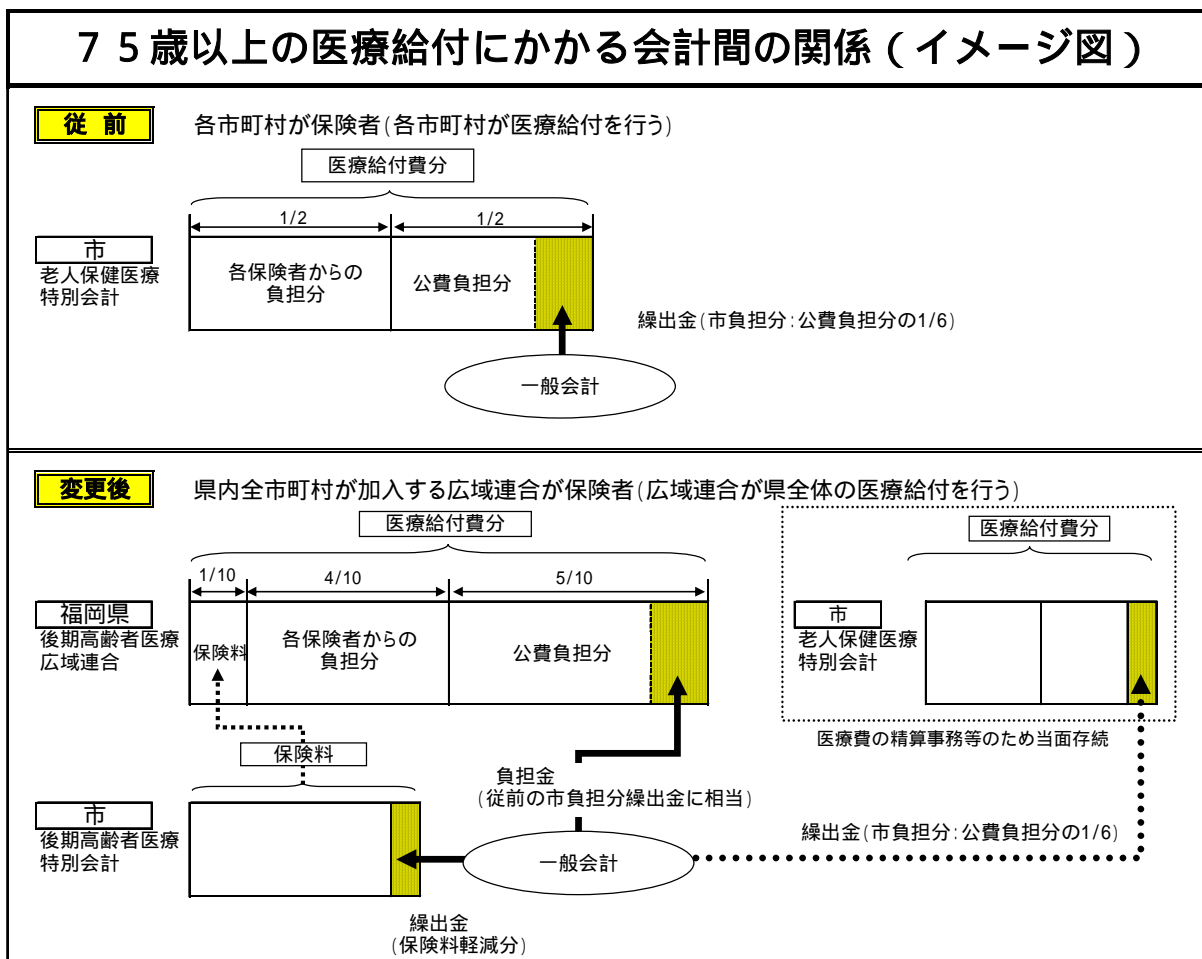 ７５歳以上の医療給付にかかる会計間の関係（イメージ図）
従 前
各市町村が保険者(各市町村が医療給付を行う)
医療給付費分
1/2
1/2
市
老人保健医療
特別会計
各保険者からの
負担分
公費負担分
繰出金(市負担分:公費負担分の1/6)
一般会計
変更後
県内全市町村が加入する広域連合が保険者(広域連合が県全体の医療給付を行う)
医療給付費分
1/10
4/10
5/10
福岡県
後期高齢者医療
広域連合
保険料
各保険者からの
負担分
公費負担分
医療給付費分
市
老人保健医療
特別会計
医療費の精算事務等のため当面存続
保険料
負担金
(従前の市負担分繰出金に相当)
市
後期高齢者医療
特別会計
一般会計
繰出金(市負担分:公費負担分の1/6)
繰出金
(保険料軽減分)